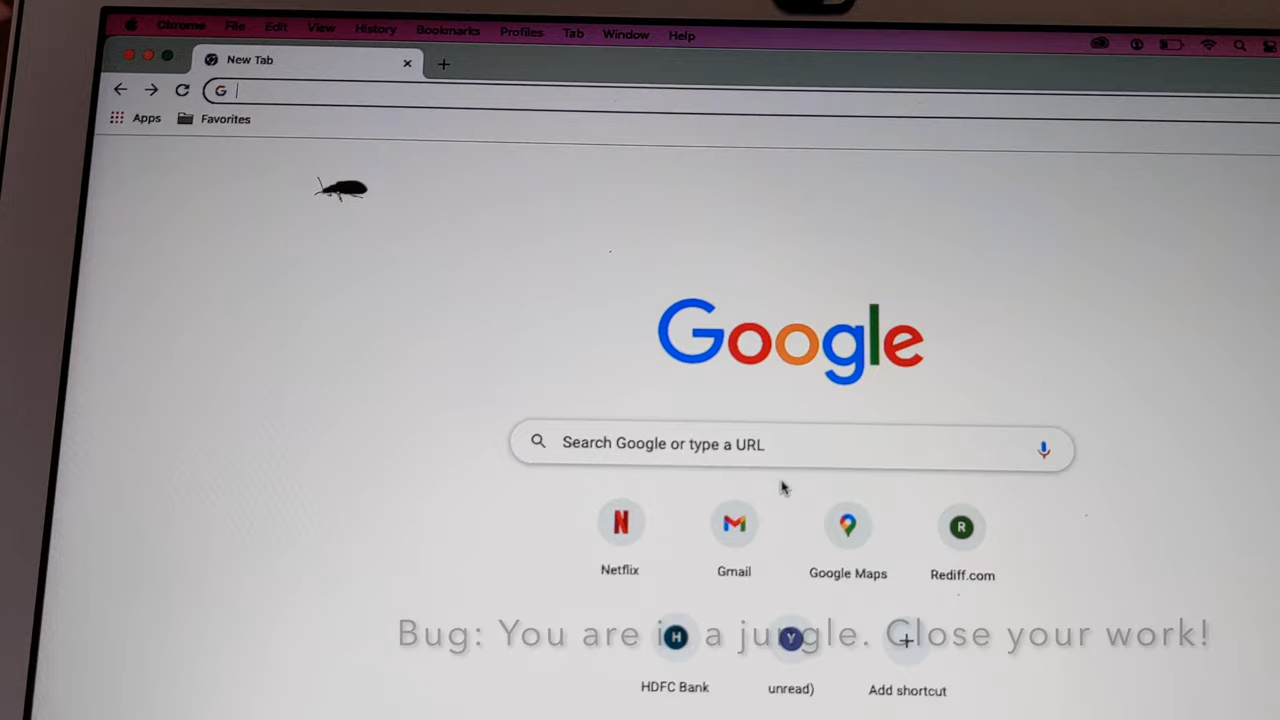 Chrome File Edit View History Bookmarks Profiles Tab Window Help
New Tab
G
Apps Favorites
Google
Search Google or type a URL
N
Netflix Gmail Google Maps Rediff.com
R
Bug: You are in a jungle. Close your work!
H Y
HDFC Bank unread) Add shortcut